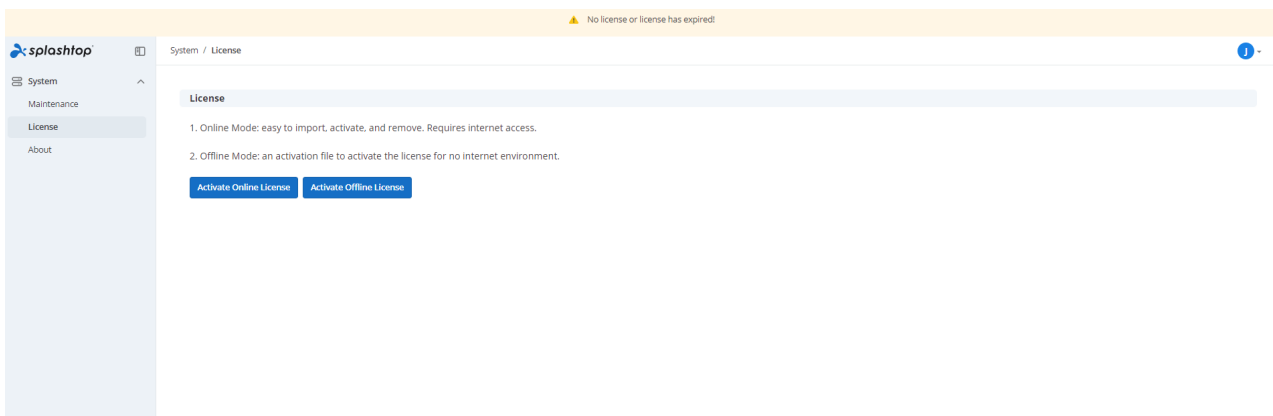 No license or license has expired!
splashtop
System / License
J
System
Maintenance
License
About
License
1. Online Mode: easy to import, activate, and remove. Requires internet access.
2. Offline Mode: an activation file to activate the license for no internet environment.
Activate Online License
Activate Offline License